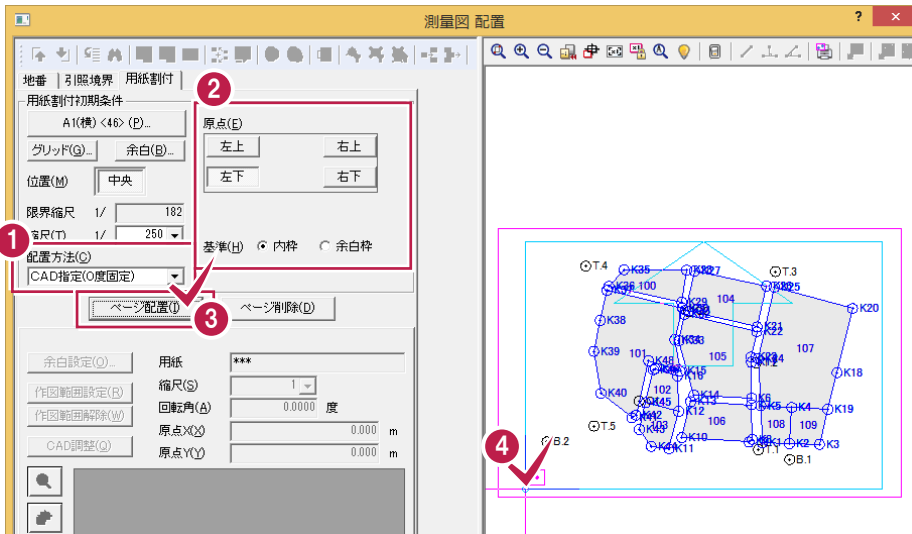 測量図 配置
? ×
地番 引照境界 用紙割付
2
用紙割付初期条件
A1(横) <46> (P)...
原点(E)
グリッド(G)... 余白(B)...
左上 右上
位置(M) 中央
左下 右下
限界縮尺 1/ 182
縮尺(T) 1/ 250
1
基準(H) 内枠 余白枠
配置方法(C)
CAD指定(0度固定)
ページ配置(I) ページ削除(D)
3
余白設定(O)... 用紙 ***
作図範囲設定(R) 縮尺(S) 1
作図範囲解除(W) 回転角(A) 0.0000 度
CAD調整(Q) 原点X(X) 0.000 m
原点Y(Y) 0.000 m
T.4 K35 T.3
100
K29 104 K20
K38
K21
K22
K39 101 105 107
K48
K16 K18
K40 102 K14 K6
K13
K12 K5 K4 K19
T.5 103 106 108 109
K43 K10
4 B.2 K11 K2 K3
T.1
B.1